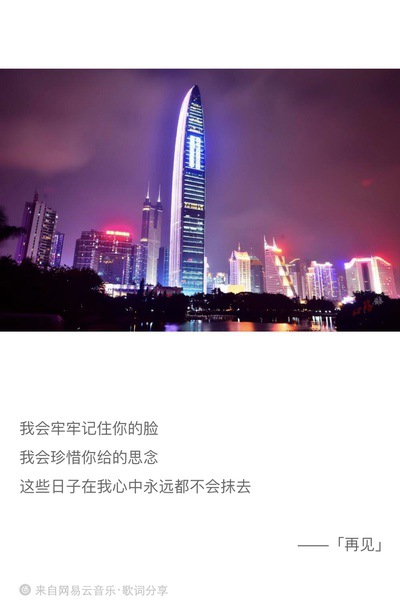 我会牢牢记住你的脸
我会珍惜你给的思念
这些日子在我心中永远都不会抹去
——「再见」
来自网易云音乐·歌词分享